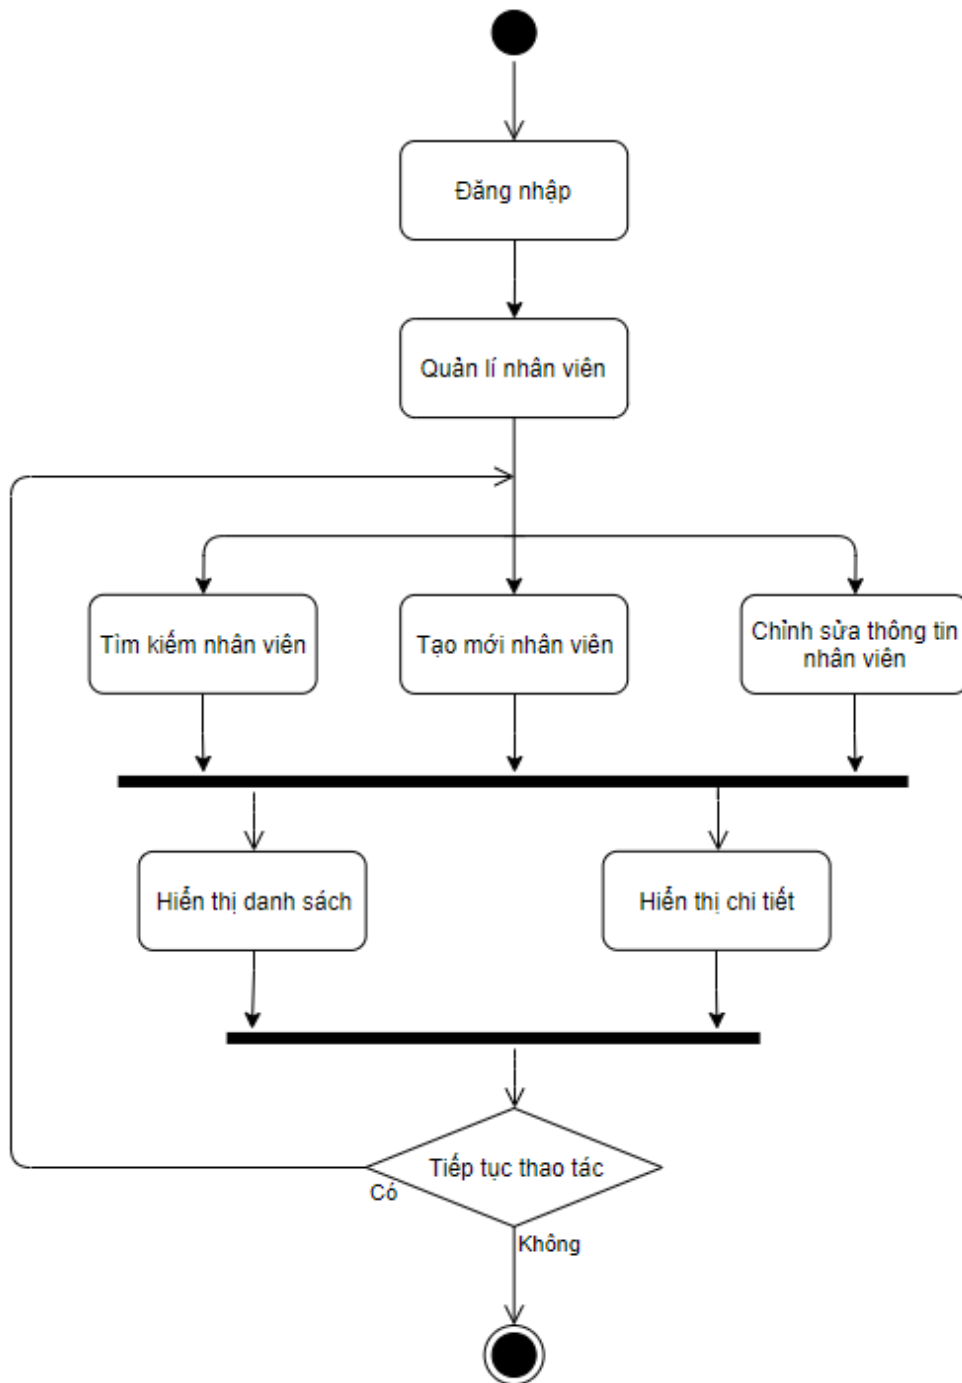 Đăng nhập
Quản lí nhân viên
Tìm kiếm nhân viên
Tạo mới nhân viên
Chỉnh sửa thông tin
nhân viên
Hiển thị danh sách
Hiển thị chi tiết
Tiếp tục thao tác
Có
Không